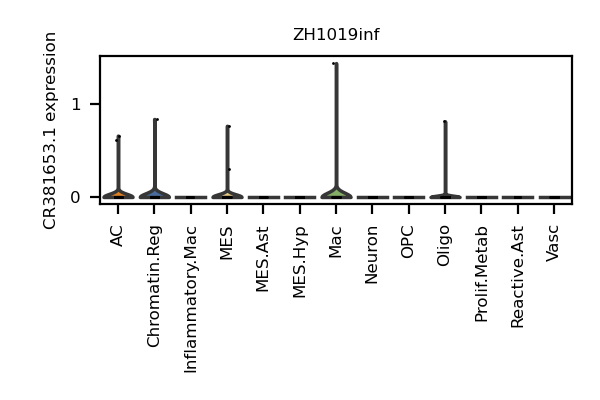 ZH1019inf
CR381653.1 expression
1
0
AC
Chromatin.Reg
Inflammatory.Mac
MES
MES.Ast
MES.Hyp
Mac
Neuron
OPC
Oligo
Prolif.Metab
Reactive.Ast
Vasc